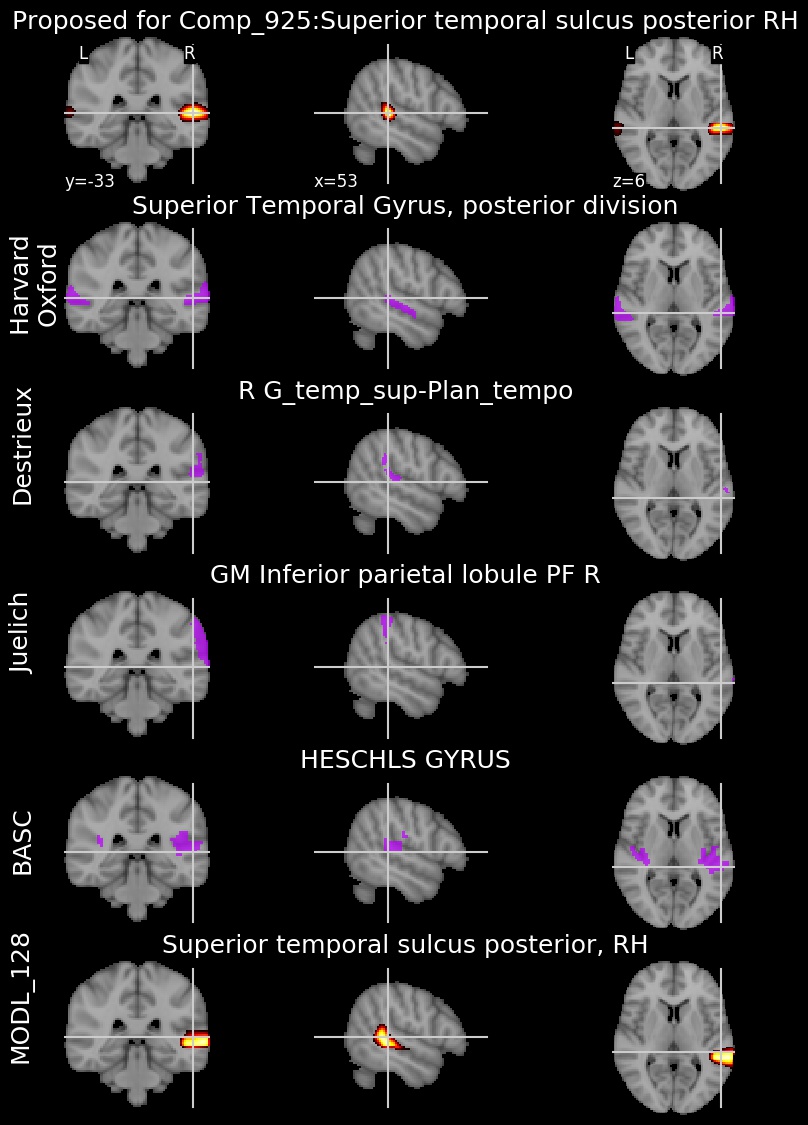 Proposed for Comp_925:Superior temporal sulcus posterior RH
L R L R
y=-33 x=53 z=6
Superior Temporal Gyrus, posterior division
Harvard
Oxford
R G_temp_sup-Plan_tempo
Destrieux
GM Inferior parietal lobule PF R
Juelich
HESCHLS GYRUS
BASC
Superior temporal sulcus posterior, RH
MODL_128